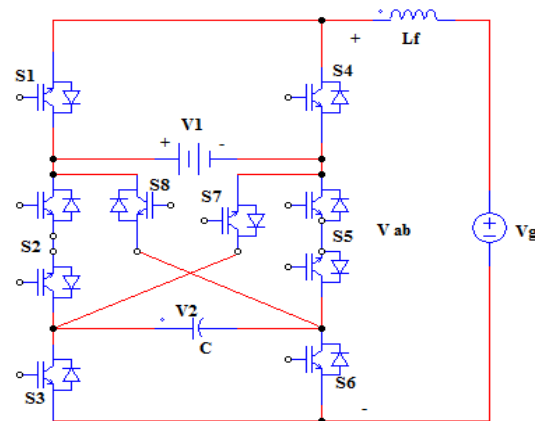 + Lf
S1 S4
V1
+ -
S8 S7
S2 V ab S5 Vg
V2
C
S3 S6
-